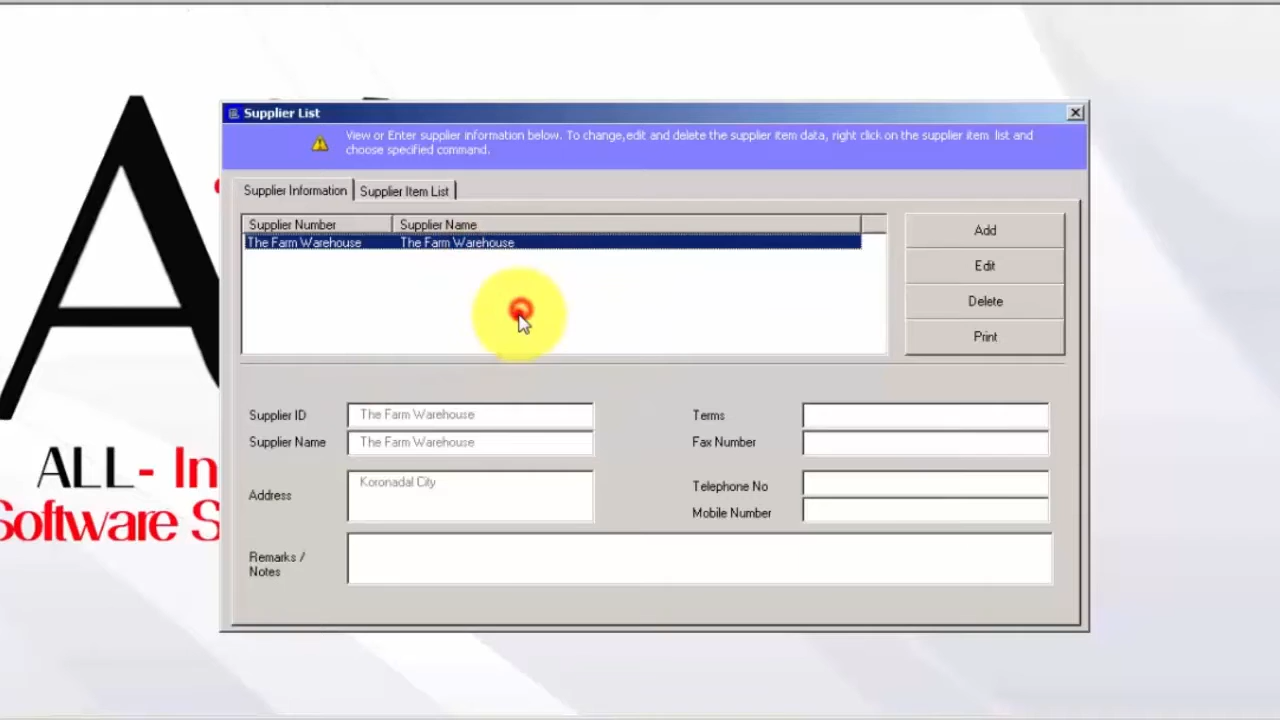 Supplier List
View or Enter supplier information below. To change,edit and delete the supplier item data, right click on the supplier item list and
choose specified command.
Supplier Information
Supplier Item List
Supplier Number Supplier Name
The Farm Warehouse The Farm Warehouse
Add
Edit
Delete
Print
Supplier ID The Farm Warehouse
Supplier Name The Farm Warehouse
Address Koronadal City
Terms
Fax Number
Telephone No
Mobile Number
Remarks /
Notes
A
ALL- In
Software S